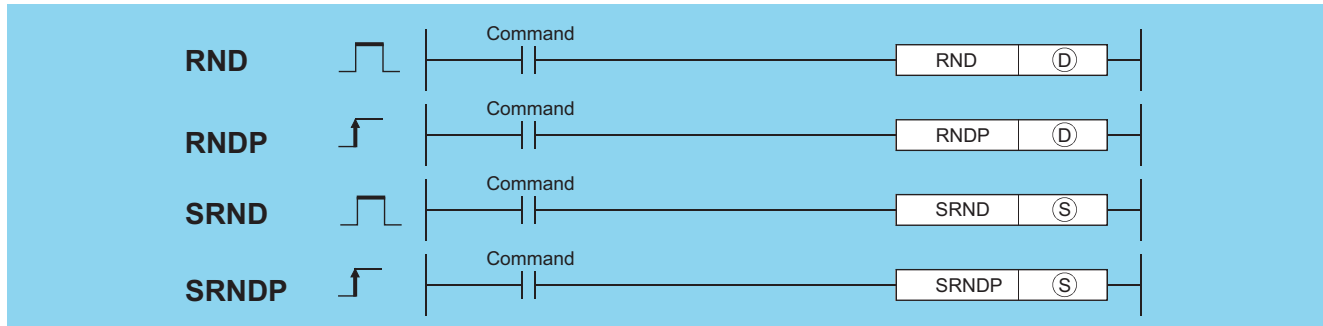 Command
RND RND Ⓓ
Command
RNDP RNDP Ⓓ
Command
SRND SRND Ⓢ
Command
SRNDP SRNDP Ⓢ